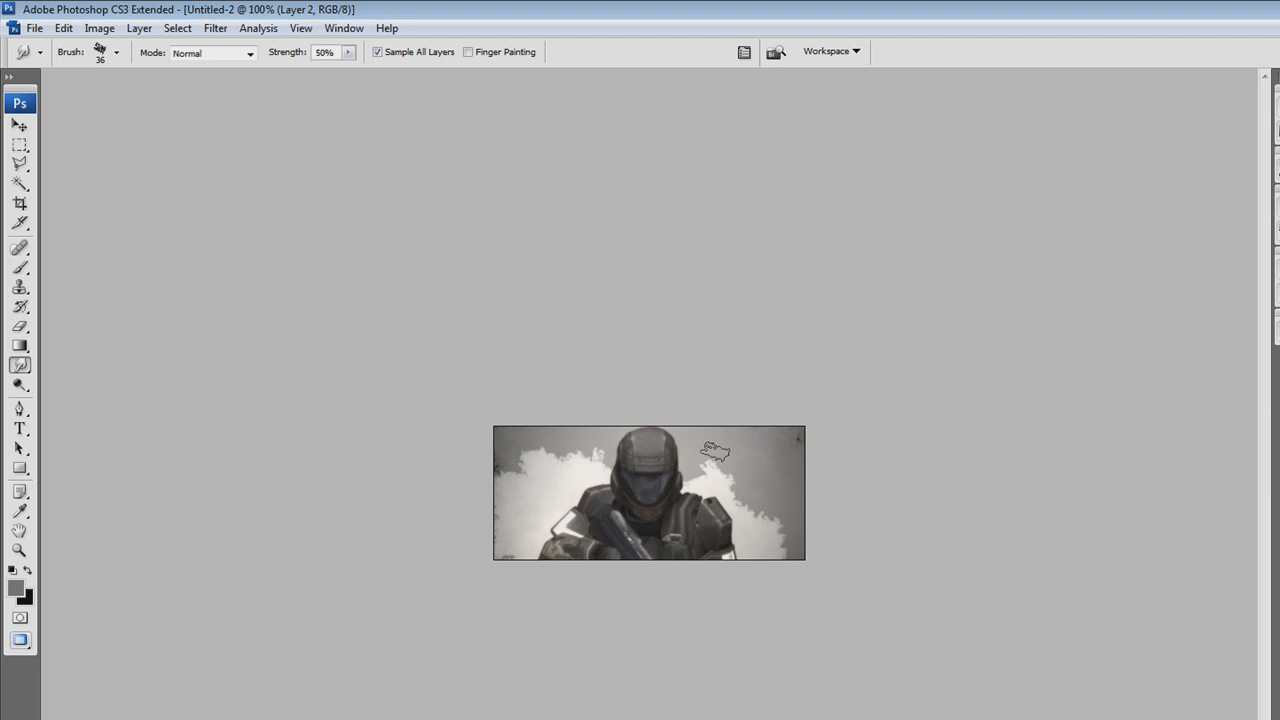 Adobe Photoshop CS3 Extended - [Untitled-2 @ 100% (Layer 2, RGB/8)]
File Edit Image Layer Select Filter Analysis View Window Help
Brush: 36 Mode: Normal Strength: 50% Sample All Layers Finger Painting Workspace
Ps
T